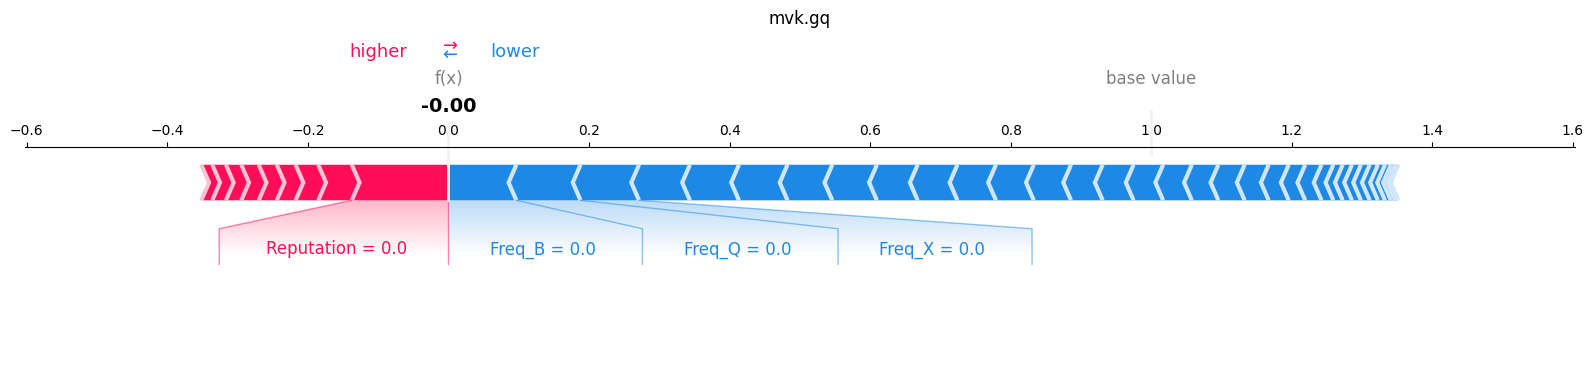 mvk.gq
higher ⇄ lower
f(x) base value
-0.00
−0.6 −0.4 −0.2 0.0 0.2 0.4 0.6 0.8 1.0 1.2 1.4 1.6
Reputation = 0.0 Freq_B = 0.0 Freq_Q = 0.0 Freq_X = 0.0